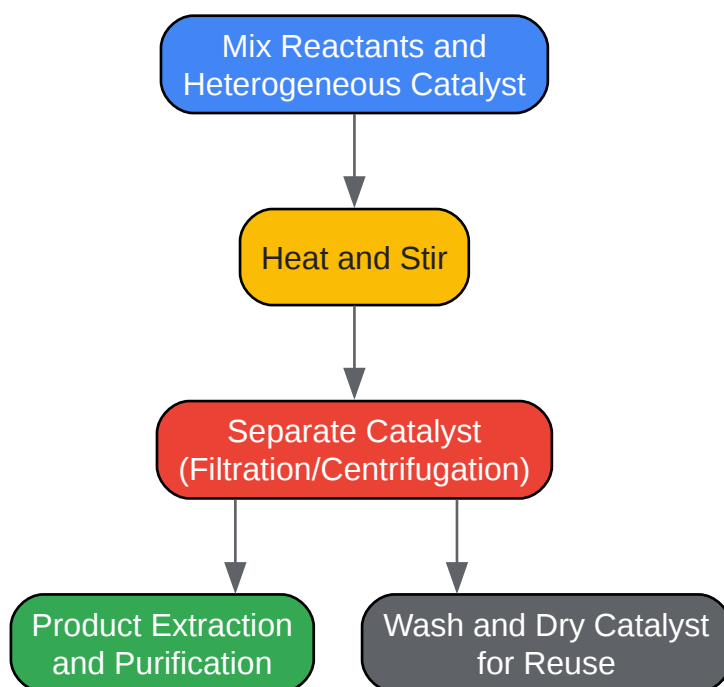 Mix Reactants and
Heterogeneous Catalyst
Heat and Stir
Separate Catalyst
(Filtration/Centrifugation)
Product Extraction
and Purification
Wash and Dry Catalyst
for Reuse